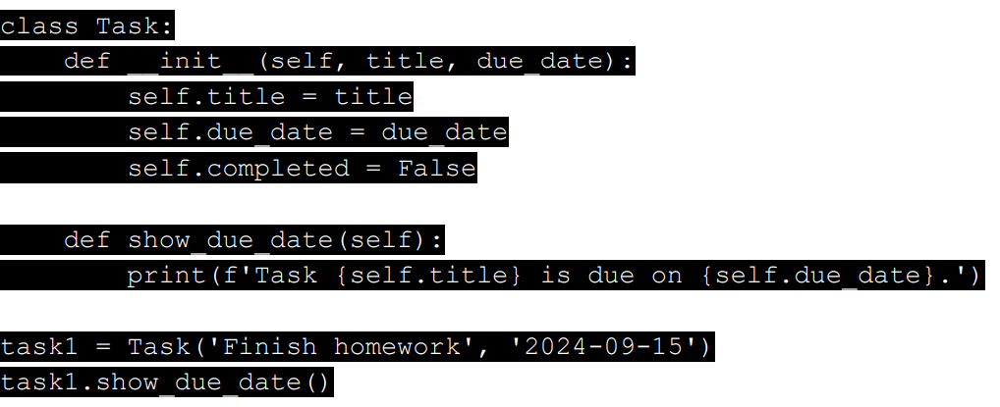 class Task:
    def __init__(self, title, due_date):
        self.title = title
        self.due_date = due_date
        self.completed = False

    def show_due_date(self):
        print(f'Task {self.title} is due on {self.due_date}.')

task1 = Task('Finish homework', '2024-09-15')
task1.show_due_date()